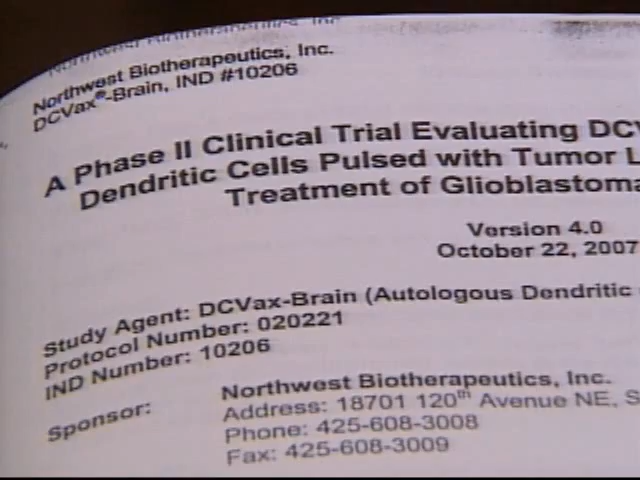 Northwest Biotherapeutics, Inc.
DCVax®-Brain, IND #10206
A Phase II Clinical Trial Evaluating DCV
Dendritic Cells Pulsed with Tumor L
Treatment of Glioblastoma
Version 4.0
October 22, 2007
Study Agent: DCVax-Brain (Autologous Dendritic
Protocol Number: 020221
IND Number: 10206
Sponsor:
Northwest Biotherapeutics, Inc.
Address: 18701 120th Avenue NE, S
Phone: 425-608-3008
Fax: 425-608-3009